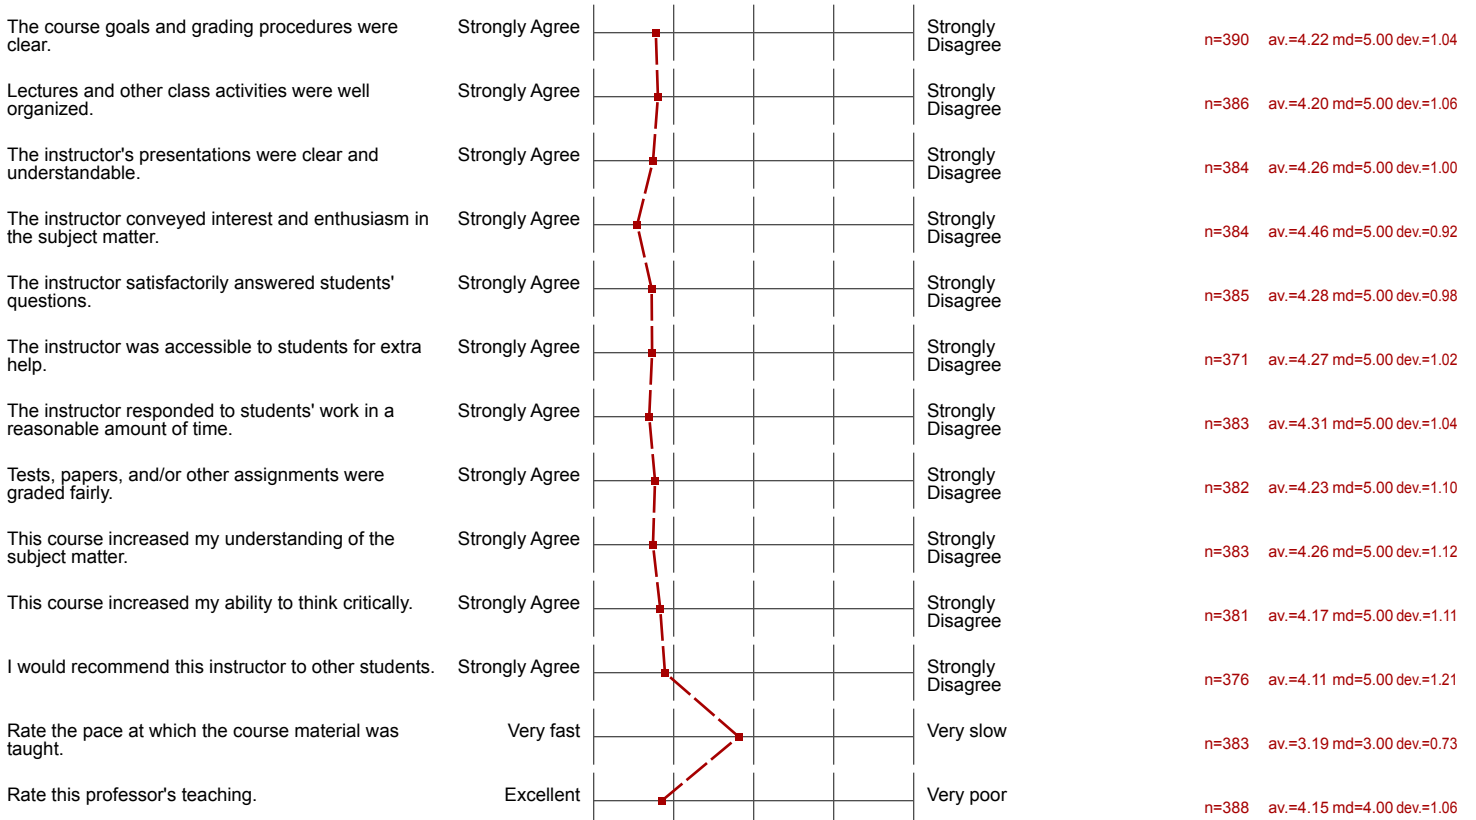 The course goals and grading procedures were
clear.
Strongly Agree
Strongly
Disagree
n=390 av.=4.22 md=5.00 dev.=1.04
Lectures and other class activities were well
organized.
Strongly Agree
Strongly
Disagree
n=386 av.=4.20 md=5.00 dev.=1.06
The instructor's presentations were clear and
understandable.
Strongly Agree
Strongly
Disagree
n=384 av.=4.26 md=5.00 dev.=1.00
The instructor conveyed interest and enthusiasm in
the subject matter.
Strongly Agree
Strongly
Disagree
n=384 av.=4.46 md=5.00 dev.=0.92
The instructor satisfactorily answered students'
questions.
Strongly Agree
Strongly
Disagree
n=385 av.=4.28 md=5.00 dev.=0.98
The instructor was accessible to students for extra
help.
Strongly Agree
Strongly
Disagree
n=371 av.=4.27 md=5.00 dev.=1.02
The instructor responded to students' work in a
reasonable amount of time.
Strongly Agree
Strongly
Disagree
n=383 av.=4.31 md=5.00 dev.=1.04
Tests, papers, and/or other assignments were
graded fairly.
Strongly Agree
Strongly
Disagree
n=382 av.=4.23 md=5.00 dev.=1.10
This course increased my understanding of the
subject matter.
Strongly Agree
Strongly
Disagree
n=383 av.=4.26 md=5.00 dev.=1.12
This course increased my ability to think critically.
Strongly Agree
Strongly
Disagree
n=381 av.=4.17 md=5.00 dev.=1.11
I would recommend this instructor to other students.
Strongly Agree
Strongly
Disagree
n=376 av.=4.11 md=5.00 dev.=1.21
Rate the pace at which the course material was
taught.
Very fast
Very slow
n=383 av.=3.19 md=3.00 dev.=0.73
Rate this professor's teaching.
Excellent
Very poor
n=388 av.=4.15 md=4.00 dev.=1.06